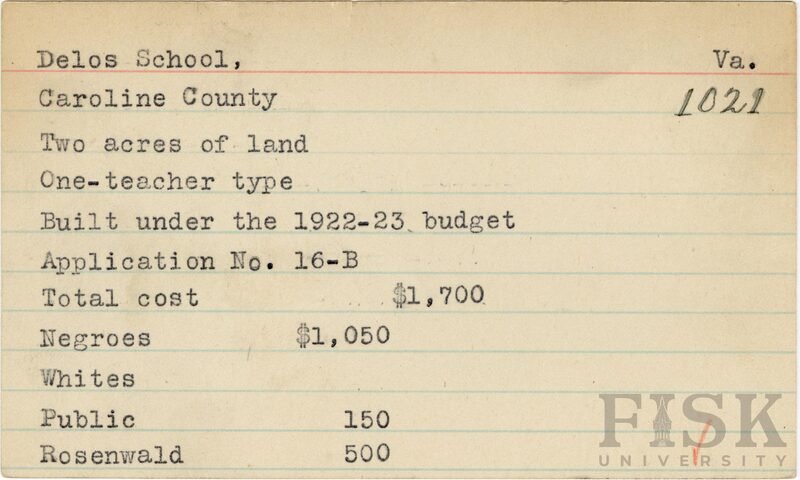 Delos School, Va.
Caroline County 1021
Two acres of land
One-teacher type
Built under the 1922-23 budget
Application No. 16-B
Total cost $1,700
Negroes $1,050
Whites
Public 150
Rosenwald 500
FISK
UNIVERSITY